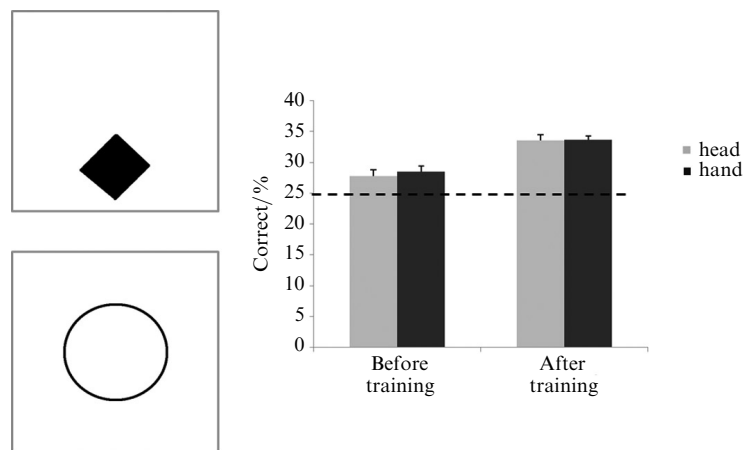 Correct/%
40
35
30
25
20
15
10
5
0
Before
training
After
training
head
hand